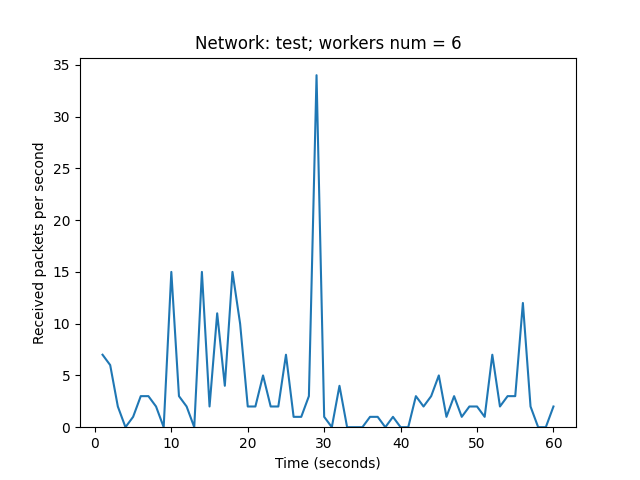 Network: test; workers num = 6
35
30
25
20
15
10
5
0
Received packets per second
0 10 20 30 40 50 60
Time (seconds)